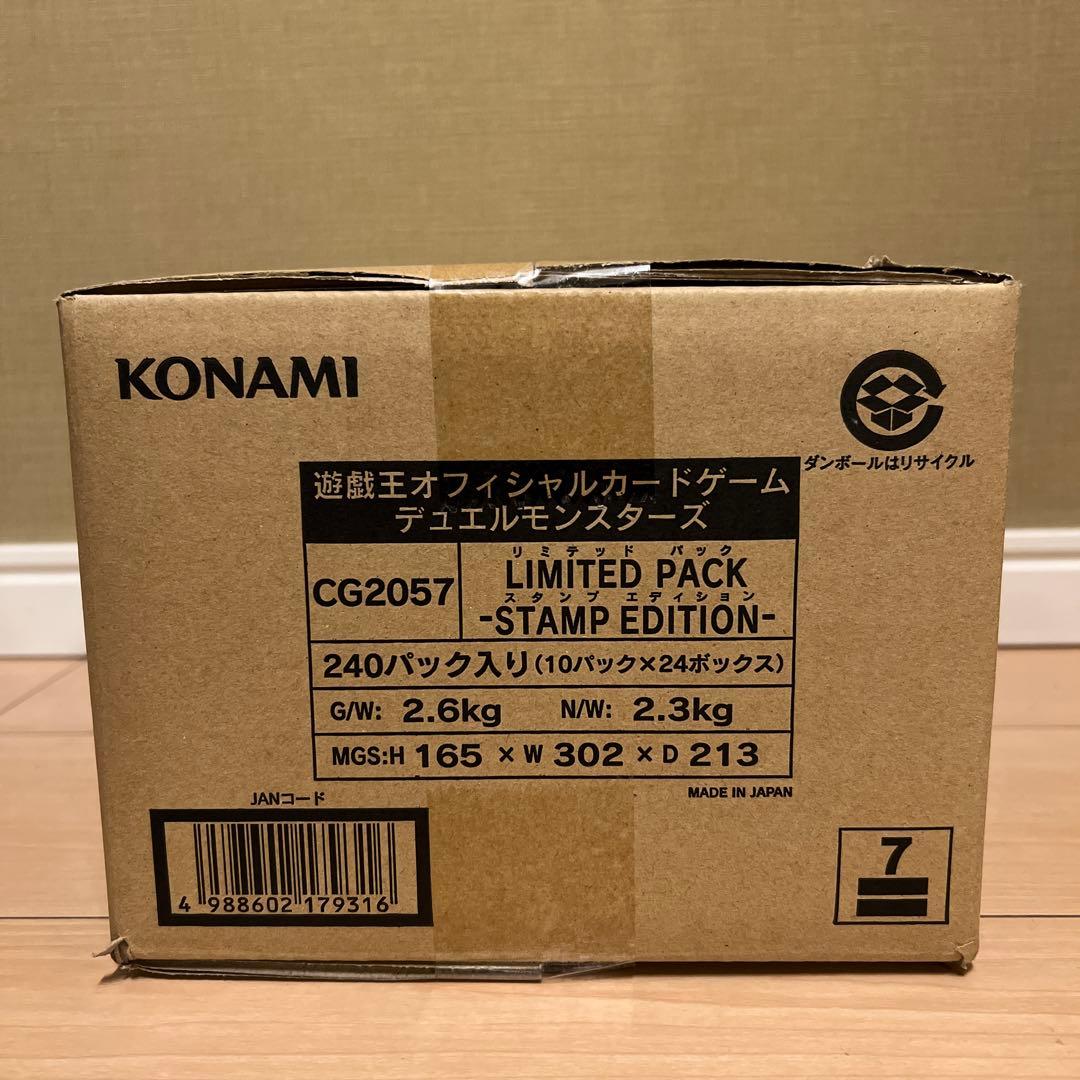 KONAMI
ダンボールはリサイクル
遊戯王オフィシャルカードゲーム
デュエルモンスターズ
CG2057
リミテッド パック
LIMITED PACK
スタンプ エディション
-STAMP EDITION-
240パック入り(10パック×24ボックス)
G/W: 2.6kg N/W: 2.3kg
MGS:H 165 × W 302 × D 213
MADE IN JAPAN
JANコード
4 988602 179316
7